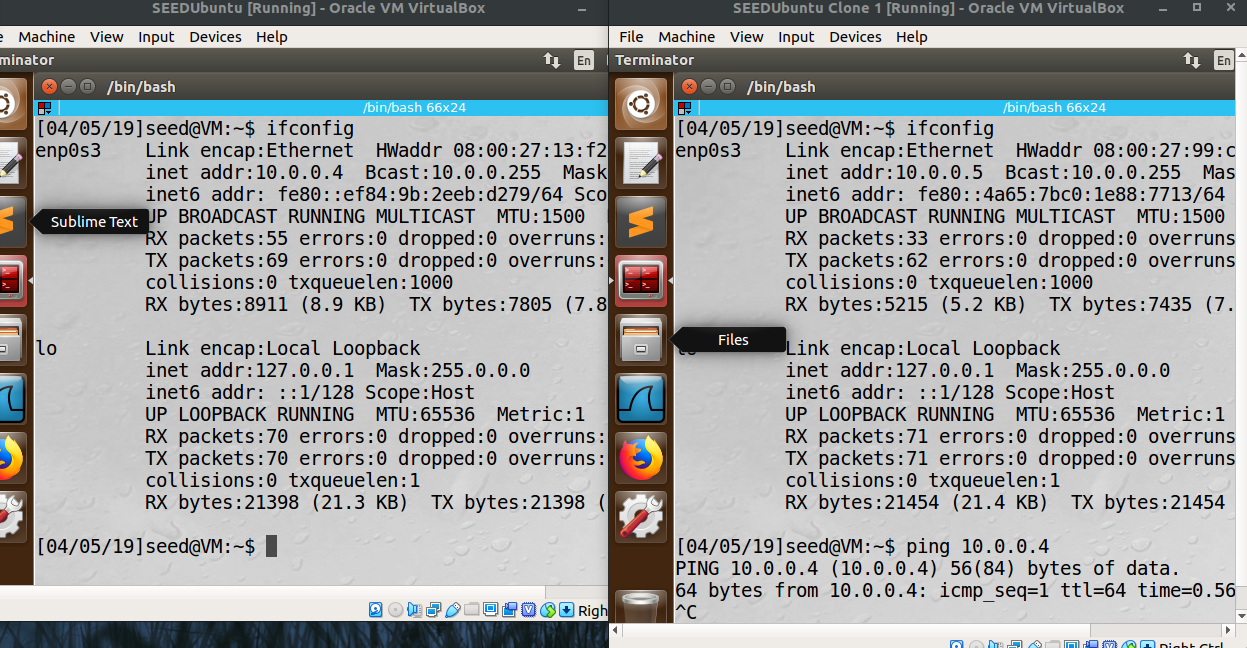 SEEDUbuntu [Running] - Oracle VM VirtualBox
Machine View Input Devices Help
minator
En
/bin/bash
/bin/bash 66x24
[04/05/19]seed@VM:~$ ifconfig
enp0s3 Link encap:Ethernet HWaddr 08:00:27:13:f2
inet addr:10.0.0.4 Bcast:10.0.0.255 Mask
inet6 addr: fe80::ef84:9b:2eeb:d279/64 Sco
UP BROADCAST RUNNING MULTICAST MTU:1500
RX packets:55 errors:0 dropped:0 overruns:
TX packets:69 errors:0 dropped:0 overruns:
collisions:0 txqueuelen:1000
RX bytes:8911 (8.9 KB) TX bytes:7805 (7.8
Sublime Text
lo Link encap:Local Loopback
inet addr:127.0.0.1 Mask:255.0.0.0
inet6 addr: ::1/128 Scope:Host
UP LOOPBACK RUNNING MTU:65536 Metric:1
RX packets:70 errors:0 dropped:0 overruns:
TX packets:70 errors:0 dropped:0 overruns:
collisions:0 txqueuelen:1
RX bytes:21398 (21.3 KB) TX bytes:21398 (
[04/05/19]seed@VM:~$
Righ
SEEDUbuntu Clone 1 [Running] - Oracle VM VirtualBox
File Machine View Input Devices Help
Terminator
En
/bin/bash
/bin/bash 66x24
[04/05/19]seed@VM:~$ ifconfig
enp0s3 Link encap:Ethernet HWaddr 08:00:27:99:c
inet addr:10.0.0.5 Bcast:10.0.0.255 Mas
inet6 addr: fe80::4a65:7bc0:1e88:7713/64
UP BROADCAST RUNNING MULTICAST MTU:1500
RX packets:33 errors:0 dropped:0 overruns
TX packets:62 errors:0 dropped:0 overruns
collisions:0 txqueuelen:1000
RX bytes:5215 (5.2 KB) TX bytes:7435 (7.
Files
Link encap:Local Loopback
inet addr:127.0.0.1 Mask:255.0.0.0
inet6 addr: ::1/128 Scope:Host
UP LOOPBACK RUNNING MTU:65536 Metric:1
RX packets:71 errors:0 dropped:0 overruns
TX packets:71 errors:0 dropped:0 overruns
collisions:0 txqueuelen:1
RX bytes:21454 (21.4 KB) TX bytes:21454
[04/05/19]seed@VM:~$ ping 10.0.0.4
PING 10.0.0.4 (10.0.0.4) 56(84) bytes of data.
64 bytes from 10.0.0.4: icmp_seq=1 ttl=64 time=0.56
^C
Right Ctrl